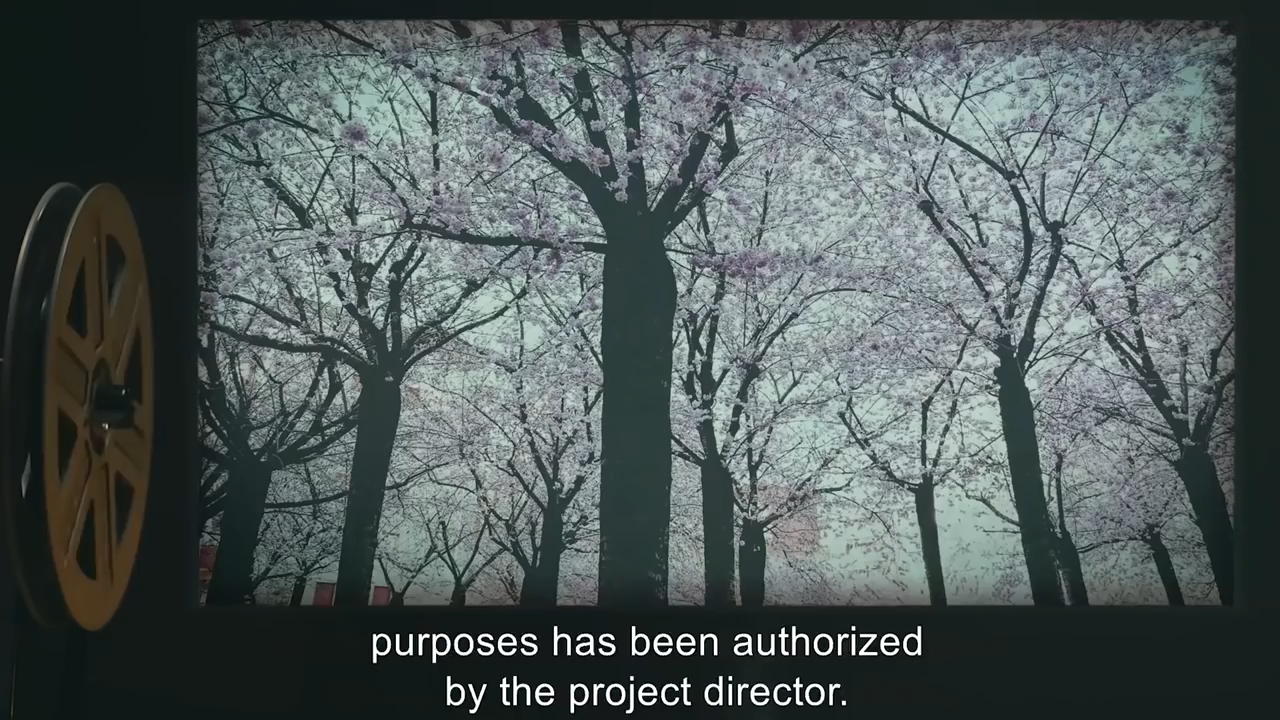 purposes has been authorized
by the project director.